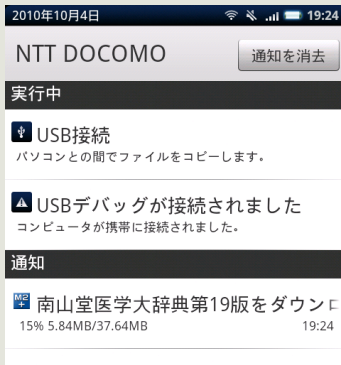 2010年10月4日 19:24
NTT DOCOMO 通知を消去
実行中
USB接続
パソコンとの間でファイルをコピーします。
USBデバッグが接続されました
コンピュータが携帯に接続されました。
通知
M2+ 南山堂医学大辞典第19版をダウンロ
15% 5.84MB/37.64MB 19:24